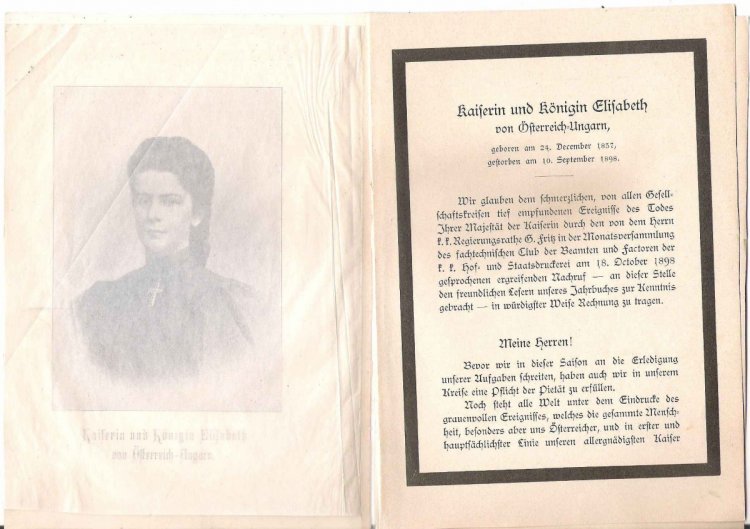 Kaiserin und Königin Elisabeth
von Österreich-Ungarn.
Kaiserin und Königin Elisabeth
von Österreich-Ungarn,
geboren am 24. December 1837,
gestorben am 10. September 1898.
Wir glauben dem schmerzlichen, von allen Gesell-
schaftskreisen tief empfundenen Ereignisse des Todes
Ihrer Majestät der Kaiserin durch den von dem Herrn
k. k. Regierungsrathe G. Fritz in der Monatsversammlung
des fachtechnischen Club der Beamten und Factoren der
k. k. Hof- und Staatsdruckerei am 18. October 1898
gesprochenen ergreifenden Nachruf — an dieser Stelle
den freundlichen Lesern unseres Jahrbuches zur Kenntnis
gebracht — in würdigster Weise Rechnung zu tragen.
Meine Herren!
Bevor wir in dieser Saison an die Erledigung
unserer Aufgaben schreiten, haben auch wir in unserem
Kreise eine Pflicht der Pietät zu erfüllen.
Noch steht alle Welt unter dem Eindrucke des
grauenvollen Ereignisses, welches die gesammte Mensch-
heit, besonders aber uns Österreicher, und in erster und
hauptsächlichster Linie unseren allergnädigsten Kaiser